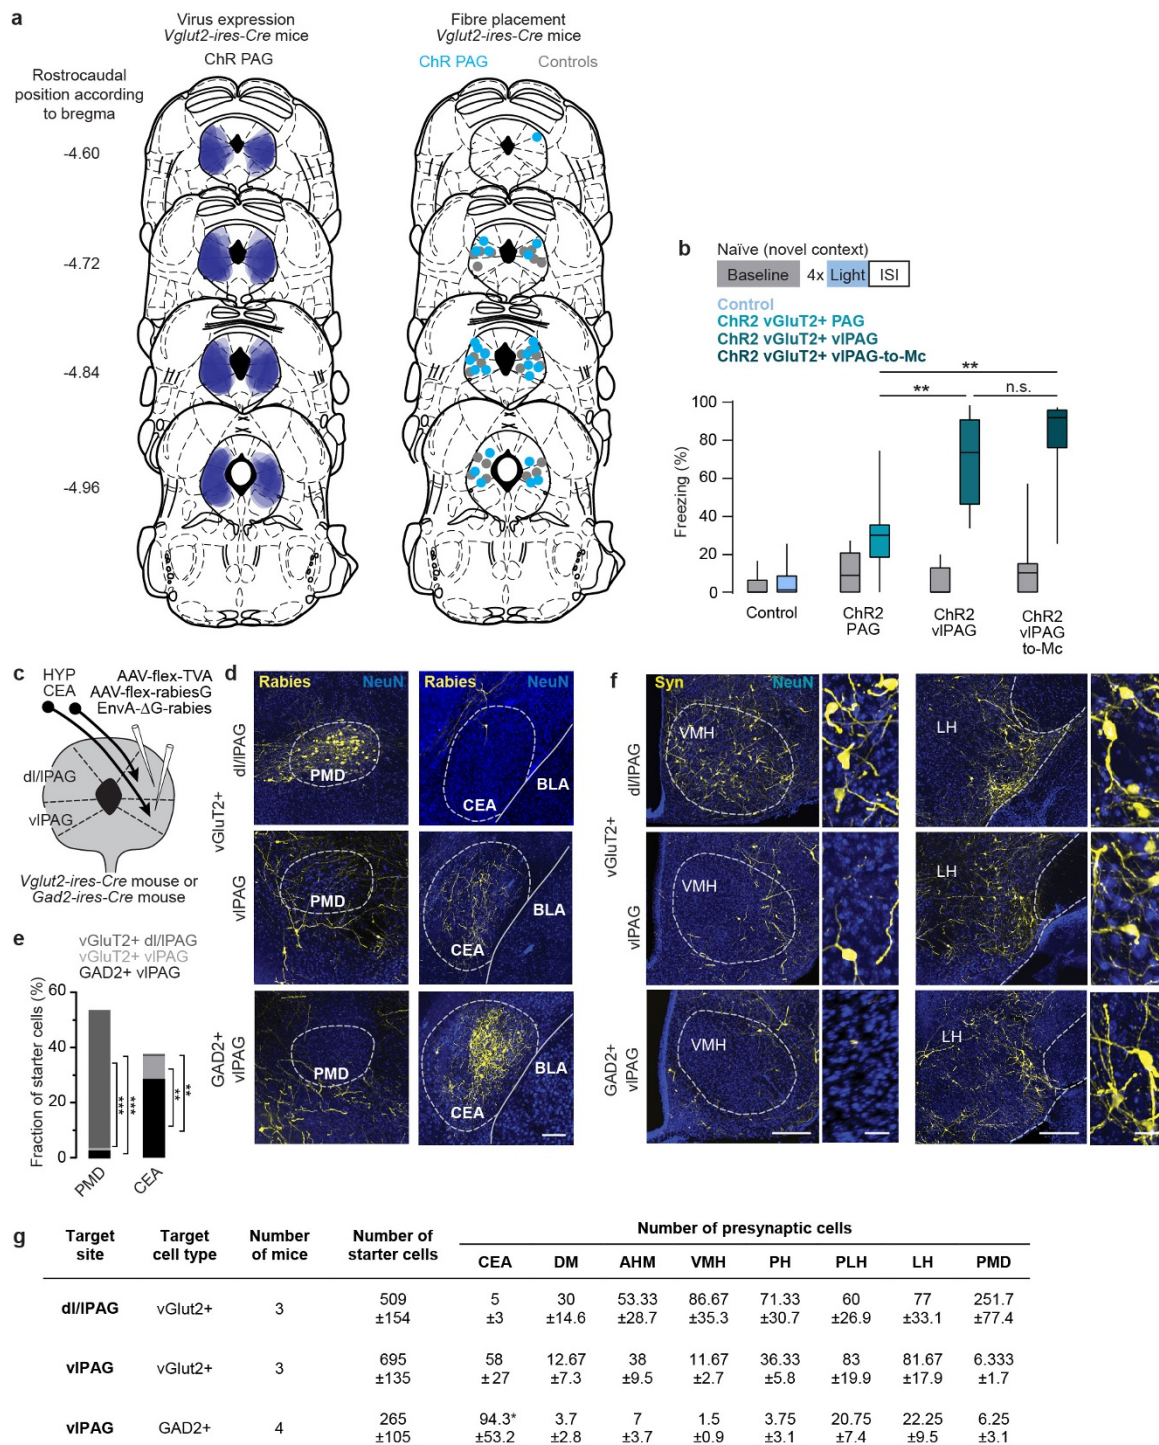 a
Virus expression
Vglut2-ires-Cre mice
ChR PAG
Fibre placement
Vglut2-ires-Cre mice
ChR PAG Controls
Rostrocaudal
position according
to bregma
-4.60
-4.72
-4.84
-4.96
b
Naïve (novel context)
Baseline 4x Light ISI
Control
ChR2 vGluT2+ PAG
ChR2 vGluT2+ vlPAG
ChR2 vGluT2+ vlPAG-to-Mc
**
** n.s.
Freezing (%)
100
80
60
40
20
0
Control
ChR2
PAG
ChR2
vlPAG
ChR2
vlPAG
to-Mc
c
HYP
CEA
AAV-flex-TVA
AAV-flex-rabiesG
EnvA-ΔG-rabies
dl/lPAG
vlPAG
Vglut2-ires-Cre mouse or
Gad2-ires-Cre mouse
d
Rabies NeuN Rabies NeuN
dl/lPAG
vGluT2+
vlPAG
GAD2+
vlPAG
PMD CEA BLA
PMD CEA BLA
PMD CEA BLA
e
vGluT2+ dl/lPAG
vGluT2+ vlPAG
GAD2+ vlPAG
Fraction of starter cells (%)
60
40
20
0
*** *** ** **
PMD CEA
f
Syn NeuN
dl/lPAG
vGluT2+
vlPAG
GAD2+
vlPAG
VMH LH
VMH LH
VMH LH
g
Target site Target cell type Number of mice Number of starter cells Number of presynaptic cells
CEA DM AHM VMH PH PLH LH PMD
dl/lPAG vGlut2+ 3 509 5 30 53.33 86.67 71.33 60 77 251.7
±154 ±3 ±14.6 ±28.7 ±35.3 ±30.7 ±26.9 ±33.1 ±77.4
vlPAG vGlut2+ 3 695 58 12.67 38 11.67 36.33 83 81.67 6.333
±135 ±27 ±7.3 ±9.5 ±2.7 ±5.8 ±19.9 ±17.9 ±1.7
vlPAG GAD2+ 4 265 94.3* 3.7 7 1.5 3.75 20.75 22.25 6.25
±105 ±53.2 ±2.8 ±3.7 ±0.9 ±3.1 ±7.4 ±9.5 ±3.1